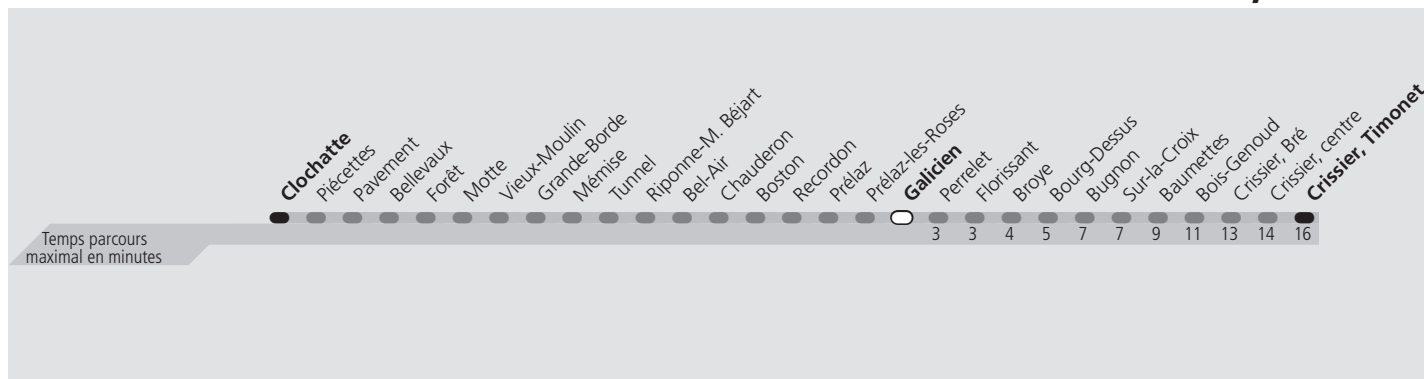 Clochatte
Piécettes
Pavement
Bellevaux
Forêt
Motte
Vieux-Moulin
Grande-Borde
Mémise
Tunnel
Riponne-M. Béjart
Bel-Air
Chauderon
Boston
Recordon
Prélaz
Prélaz-les-Roses
Galicien
Perrelet
Florissant
Broye
Bourg-Dessus
Bugnon
Sur-la-Croix
Baumettes
Bois-Genoud
Crissier, Bré
Crissier, centre
Crissier, Timonet
3 3 4 5 7 7 9 11 13 14 16
Temps parcours
maximal en minutes